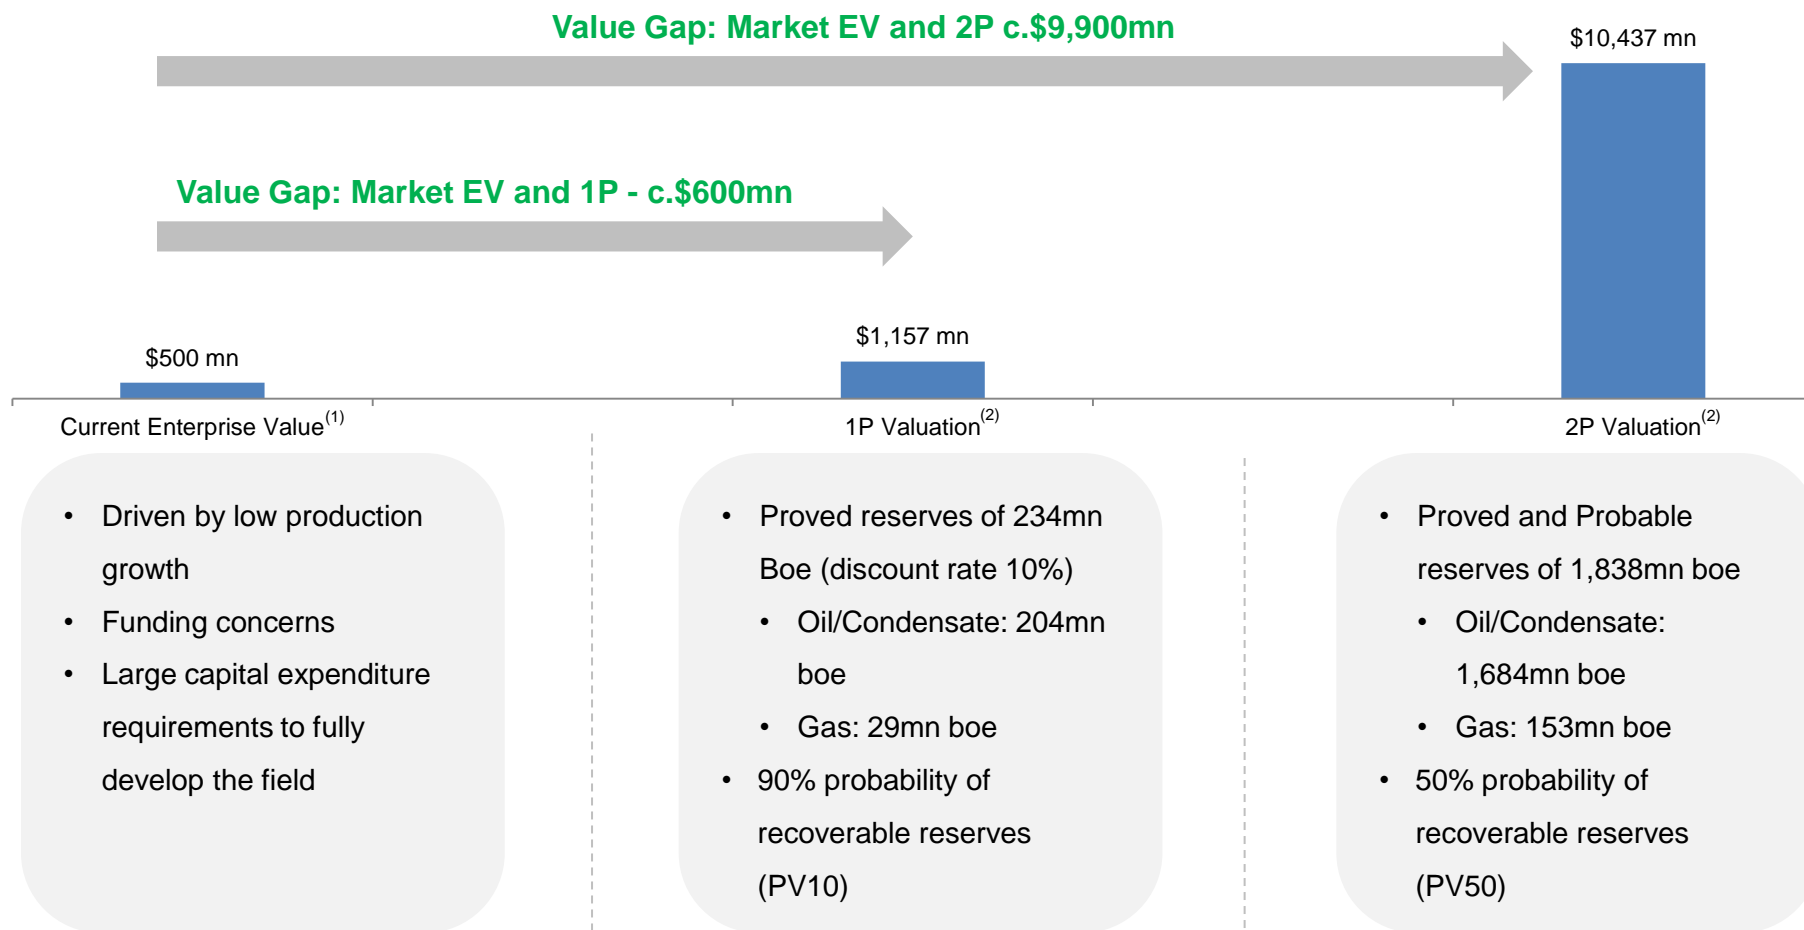 Value Gap: Market EV and 2P c.$9,900mn
$10,437 mn
Value Gap: Market EV and 1P - c.$600mn
$1,157 mn
$500 mn
Current Enterprise Value(1)
1P Valuation(2)
2P Valuation(2)
• Driven by low production
growth
• Funding concerns
• Large capital expenditure
requirements to fully
develop the field
• Proved reserves of 234mn
Boe (discount rate 10%)
• Oil/Condensate: 204mn
boe
• Gas: 29mn boe
• 90% probability of
recoverable reserves
(PV10)
• Proved and Probable
reserves of 1,838mn boe
• Oil/Condensate:
1,684mn boe
• Gas: 153mn boe
• 50% probability of
recoverable reserves
(PV50)